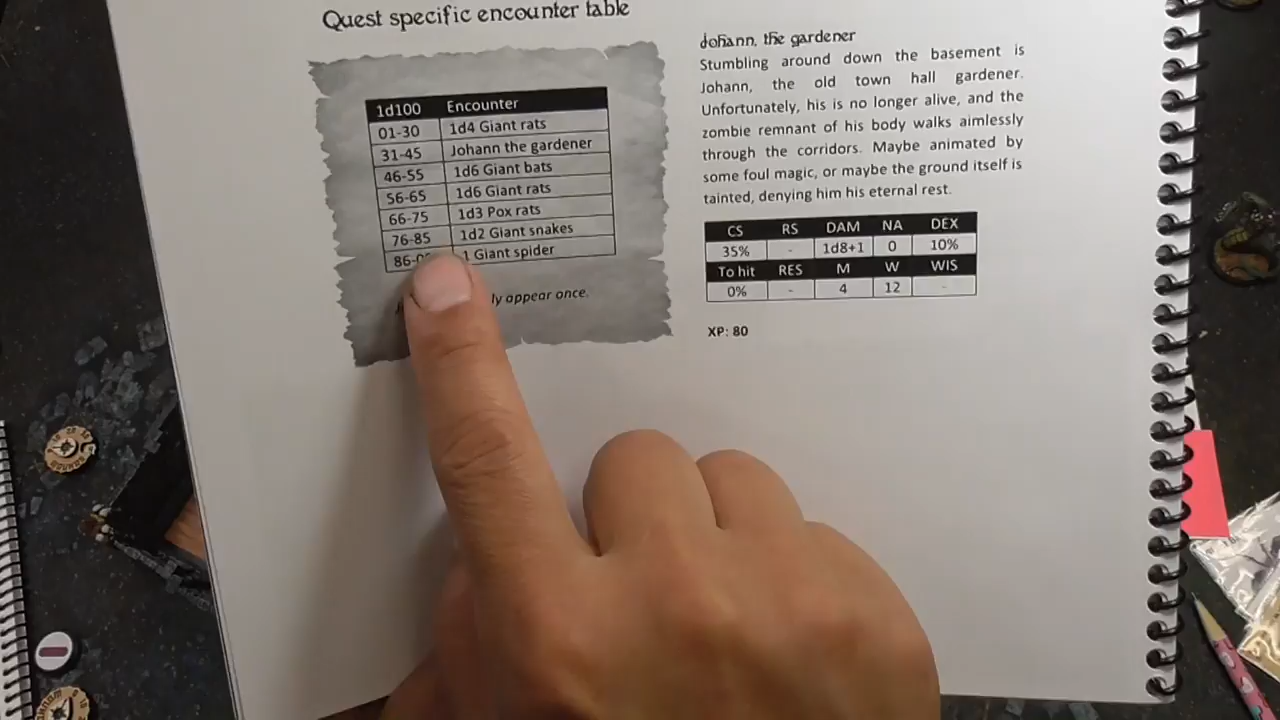 Quest specific encounter table
1d100 Encounter
01-30 1d4 Giant rats
31-45 Johann the gardener
46-55 1d6 Giant bats
56-65 1d6 Giant rats
66-75 1d3 Pox rats
76-85 1d2 Giant snakes
1 Giant spider
appear once.
Johann, the gardener
Stumbling around down the basement is
Johann, the old town hall gardener.
Unfortunately, his is no longer alive, and the
zombie remnant of his body walks aimlessly
through the corridors. Maybe animated by
some foul magic, or maybe the ground itself is
tainted, denying him his eternal rest.
CS RS DAM NA DEX
35% - 1d8+1 0 10%
To hit RES M W WIS
0% - 4 12 -
XP: 80